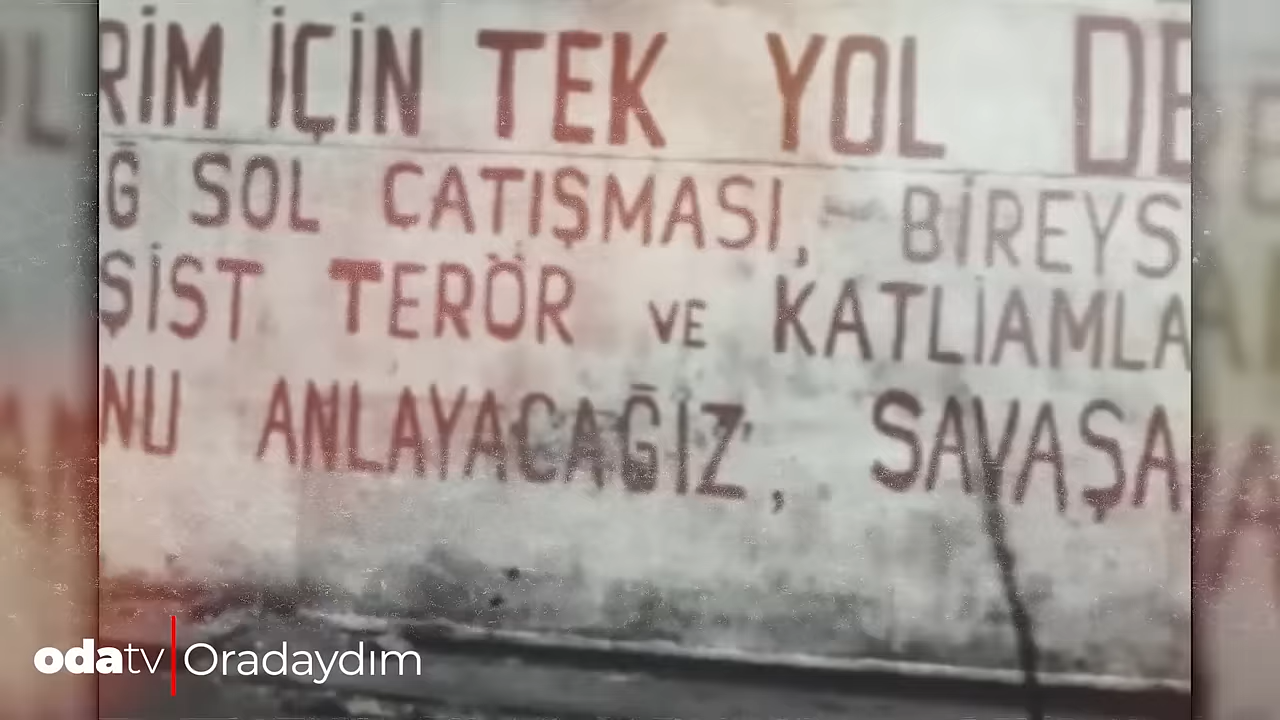 RİM İÇİN TEK YOL DE
Ğ SOL ÇATIŞMASI, BİREYS
ŞİST TERÖR VE KATLİAMLA
NU ANLAYACAĞIZ, SAVAŞA
odatv Oradaydım